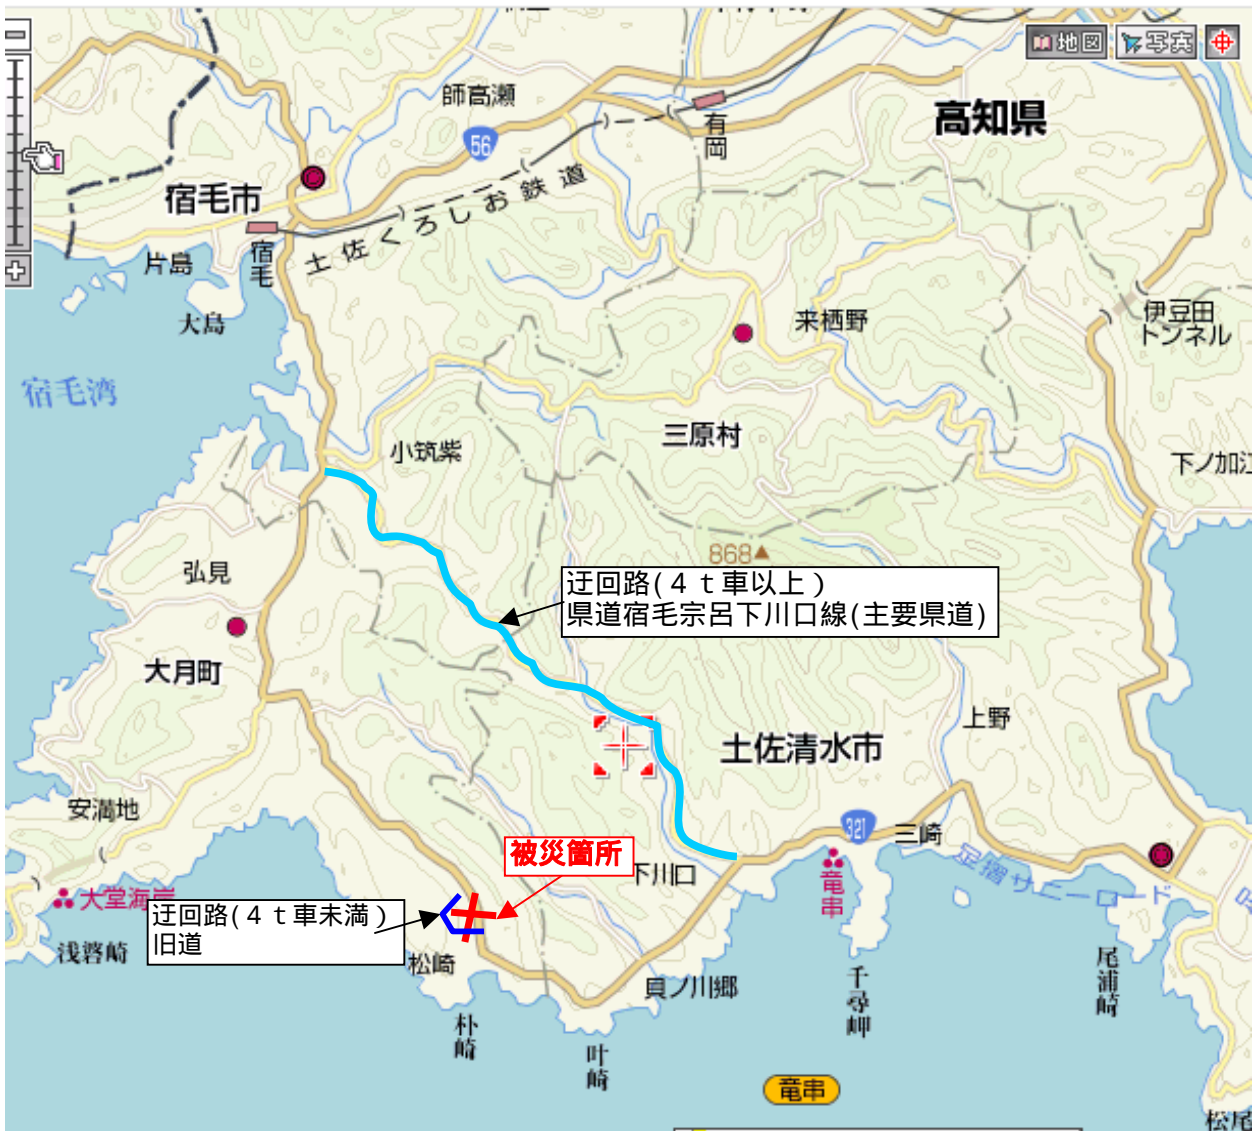 地図
写真
師高瀬
56
有岡
高知県
宿毛市
土佐くろしお鉄道
宿毛
片島
大島
来栖野
伊豆田
トンネル
宿毛湾
小筑紫
三原村
下ノ加江
868
弘見
迂回路(4t車以上)
県道宿毛宗呂下川口線(主要県道)
大月町
上野
土佐清水市
安満地
321
三崎
被災箇所
下川口
竜串
足摺サニーロード
大堂海岸
迂回路(4t車未満)
旧道
松崎
貝ノ川郷
千尋岬
尾浦崎
朴崎
叶崎
竜串
松尾